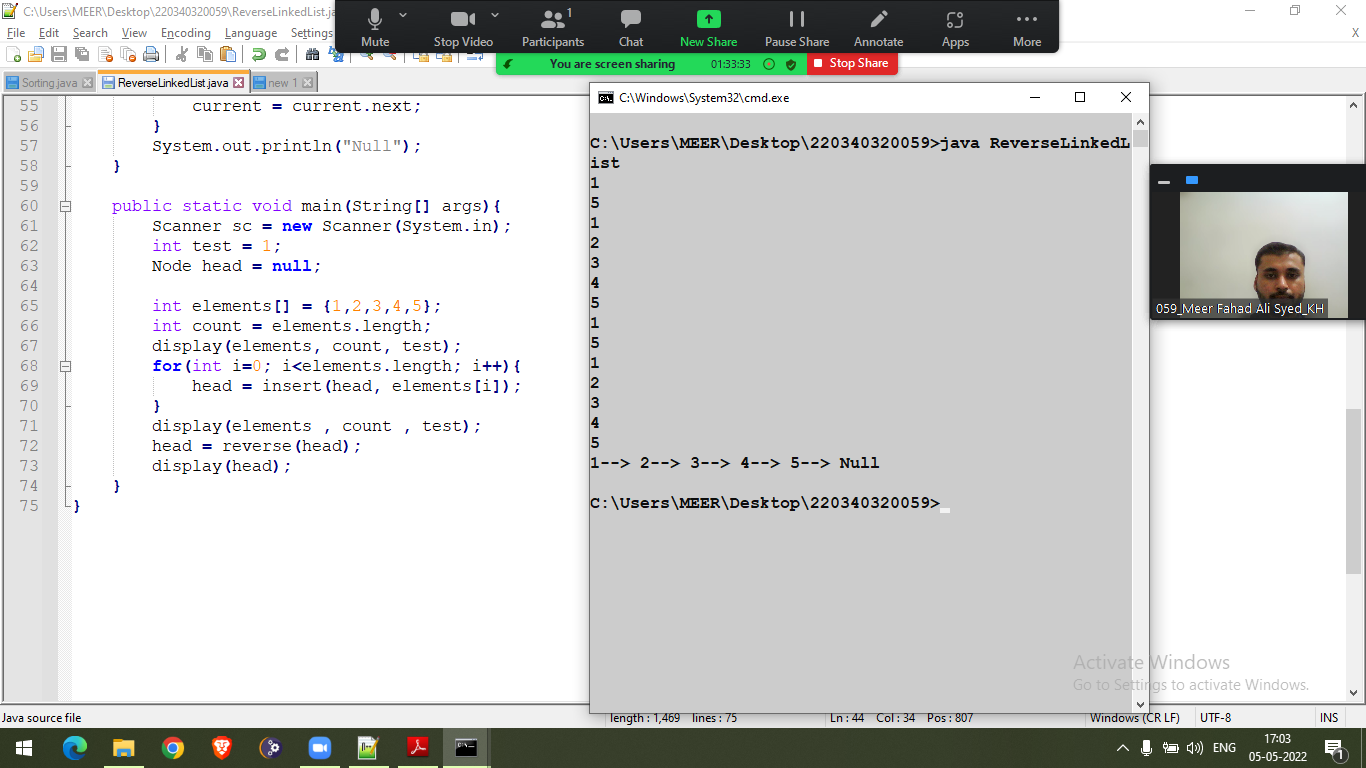 C:\Users\MEER\Desktop\220340320059\ReverseLinkedList.ja
File Edit Search View Encoding Language Settings
X
Mute Stop Video Participants 1 Chat New Share Pause Share Annotate Apps More
You are screen sharing 01:33:33 Stop Share
Sorting.java ReverseLinkedList.java new 1
55 current = current.next;
56 }
57 System.out.println("Null");
58 }
59
60 public static void main(String[] args){
61 Scanner sc = new Scanner(System.in);
62 int test = 1;
63 Node head = null;
64
65 int elements[] = {1,2,3,4,5};
66 int count = elements.length;
67 display(elements, count, test);
68 for(int i=0; i<elements.length; i++){
69 head = insert(head, elements[i]);
70 }
71 display(elements , count , test);
72 head = reverse(head);
73 display(head);
74 }
75 }
C:\Windows\System32\cmd.exe
C:\Users\MEER\Desktop\220340320059>java ReverseLinkedL
ist
1
5
1
2
3
4
5
1
5
1
2
3
4
5
1--> 2--> 3--> 4--> 5--> Null
C:\Users\MEER\Desktop\220340320059>
059_Meer Fahad Ali Syed_KH
Activate Windows
Go to Settings to activate Windows.
Java source file length : 1,469 lines : 75 Ln : 44 Col : 34 Pos : 807 Windows (CR LF) UTF-8 INS
ENG 17:03
05-05-2022
1